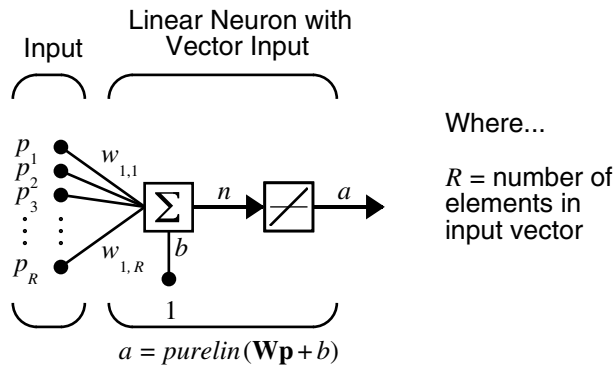 Linear Neuron with
Vector Input
Input
Where...
R = number of
elements in
input vector
p1
p2
p3
pR
w1,1
w1, R
Σ
n
a
b
1
a = purelin(Wp + b)